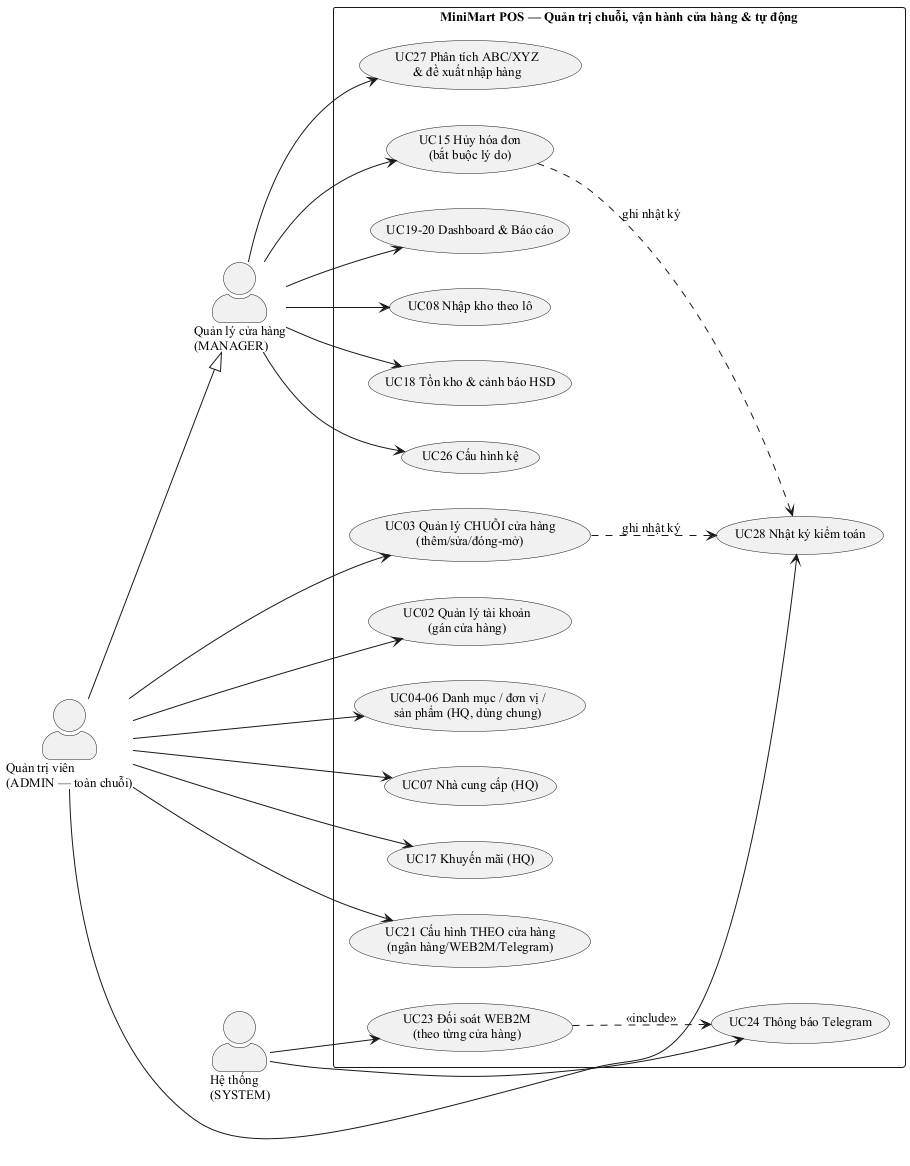 MiniMart POS — Quản trị chuỗi, vận hành cửa hàng & tự động
UC27 Phân tích ABC/XYZ
& đề xuất nhập hàng
UC15 Hủy hóa đơn
(bắt buộc lý do)
ghi nhật ký
UC19-20 Dashboard & Báo cáo
UC08 Nhập kho theo lô
Quản lý cửa hàng
(MANAGER)
UC18 Tồn kho & cảnh báo HSD
UC26 Cấu hình kệ
UC03 Quản lý CHUỖI cửa hàng
(thêm/sửa/đóng-mở)
ghi nhật ký
UC28 Nhật ký kiểm toán
UC02 Quản lý tài khoản
(gán cửa hàng)
UC04-06 Danh mục / đơn vị /
sản phẩm (HQ, dùng chung)
Quản trị viên
(ADMIN — toàn chuỗi)
UC07 Nhà cung cấp (HQ)
UC17 Khuyến mãi (HQ)
UC21 Cấu hình THEO cửa hàng
(ngân hàng/WEB2M/Telegram)
UC23 Đối soát WEB2M
(theo từng cửa hàng)
«include»
UC24 Thông báo Telegram
Hệ thống
(SYSTEM)